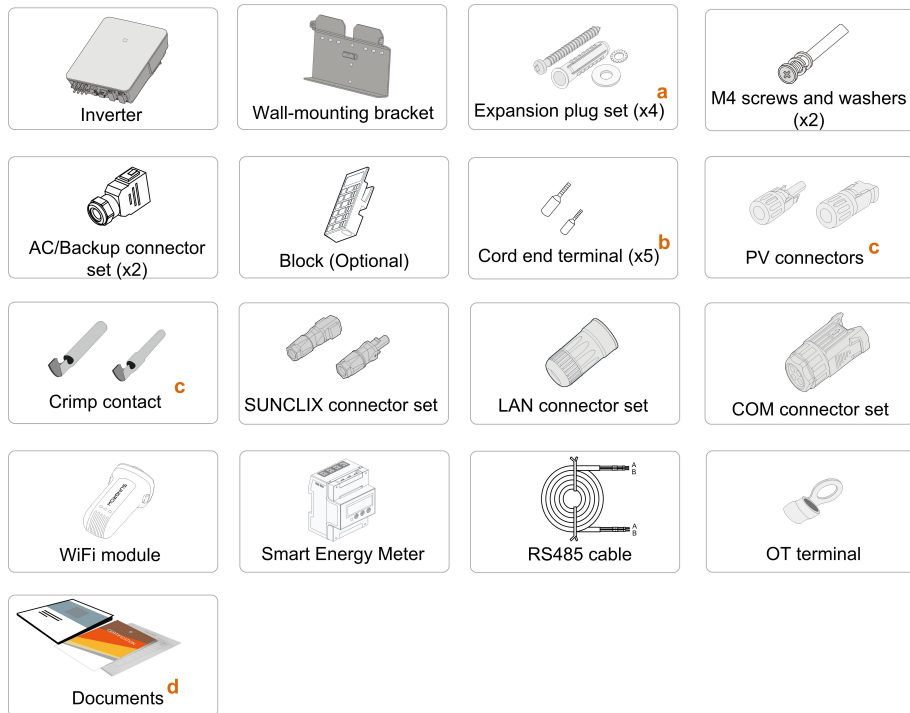 Inverter
Wall-mounting bracket
a
Expansion plug set (x4)
M4 screws and washers
(x2)
AC/Backup connector
set (x2)
Block (Optional)
b
Cord end terminal (x5)
PV connectors c
Crimp contact c
SUNCLIX connector set
LAN connector set
COM connector set
SUNGROW
WiFi module
Smart Energy Meter
A
B
A
B
RS485 cable
OT terminal
Documents d